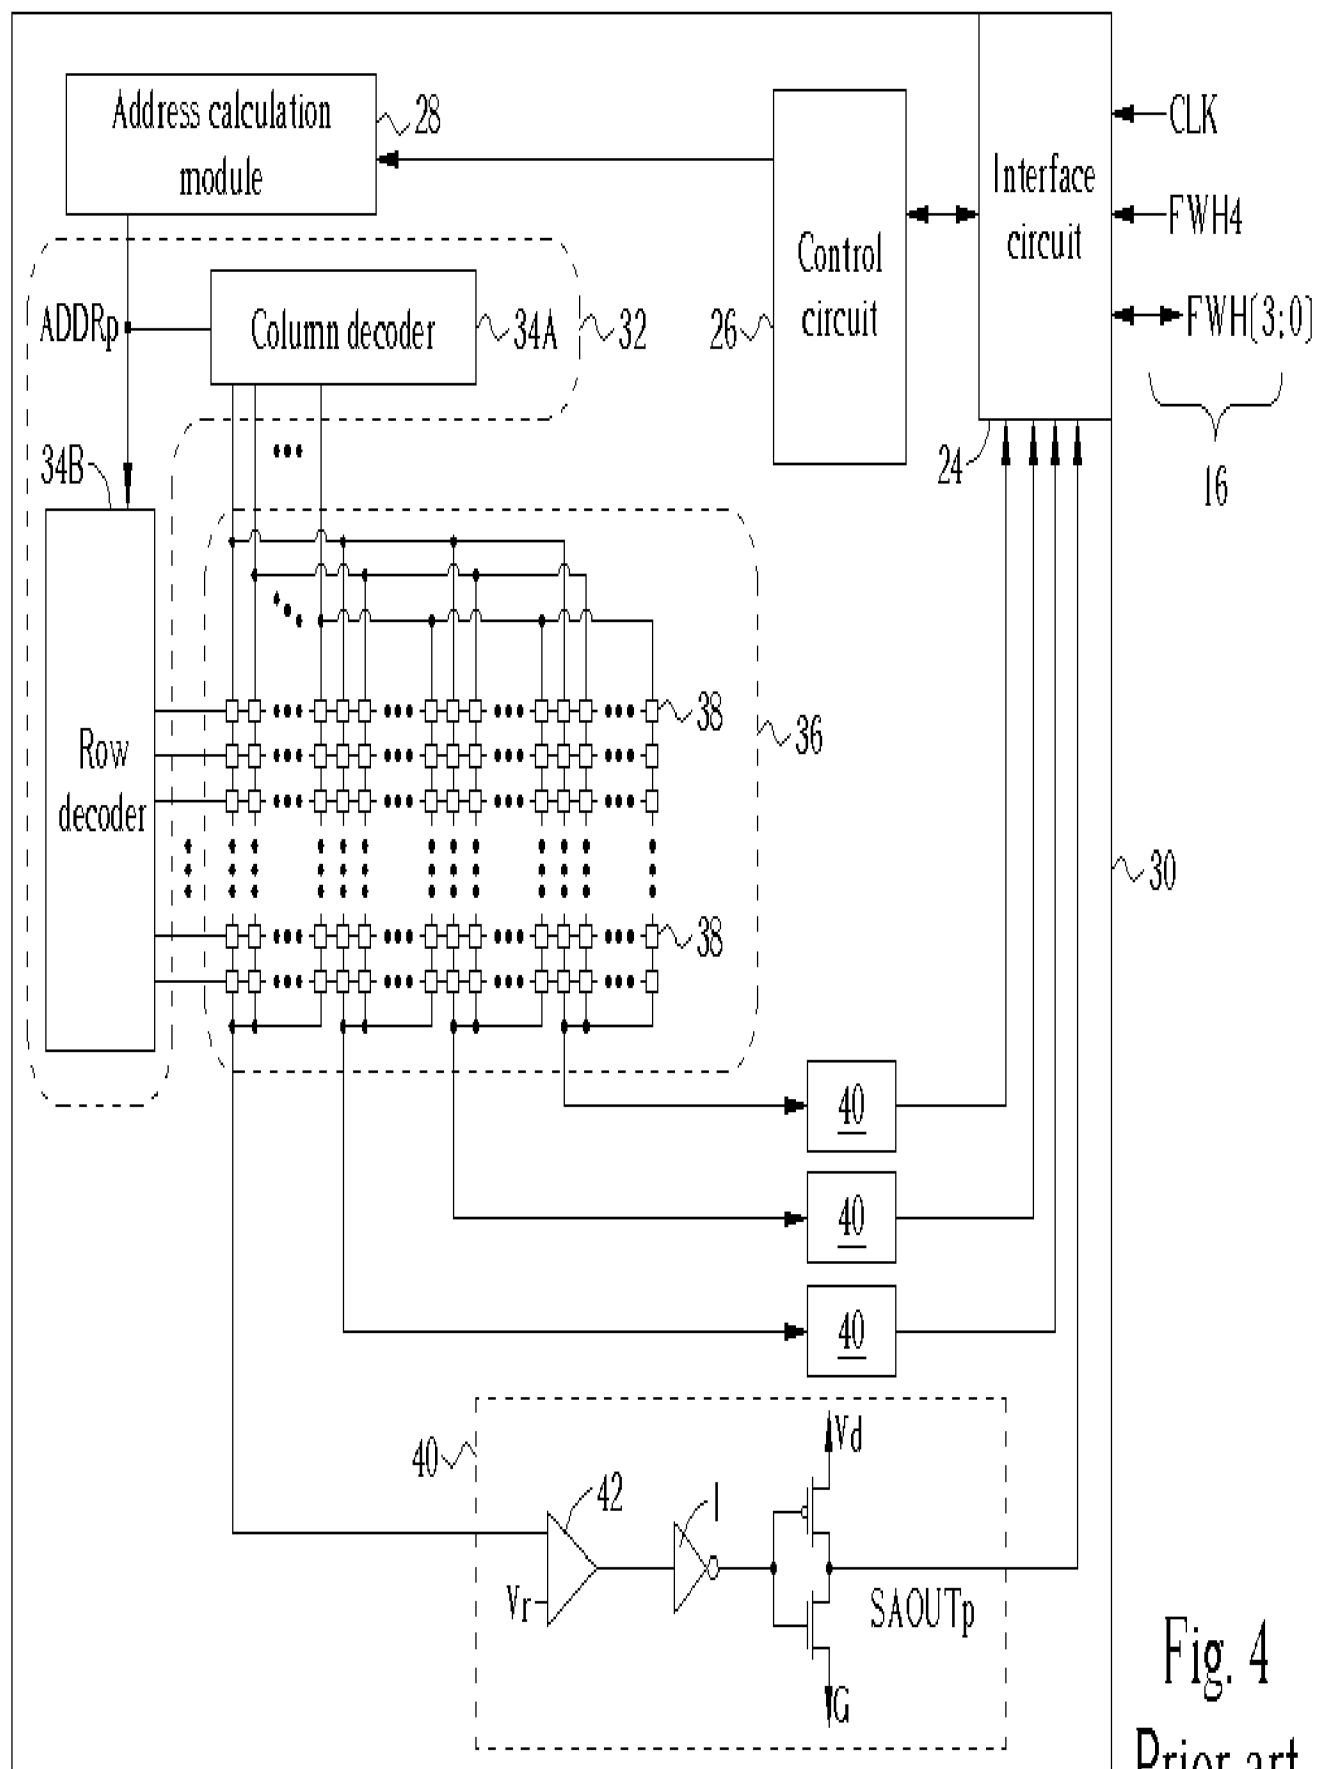 Address calculation
module
28
CLK
Interface
circuit
FWH4
Control
circuit
26
ADDRp
Column decoder
34A
32
FWH(3;0)
34B
24
16
38
36
Row
decoder
30
38
40
40
40
40
Vd
42
I
Vr
SAOUTp
G
Fig. 4
Prior art